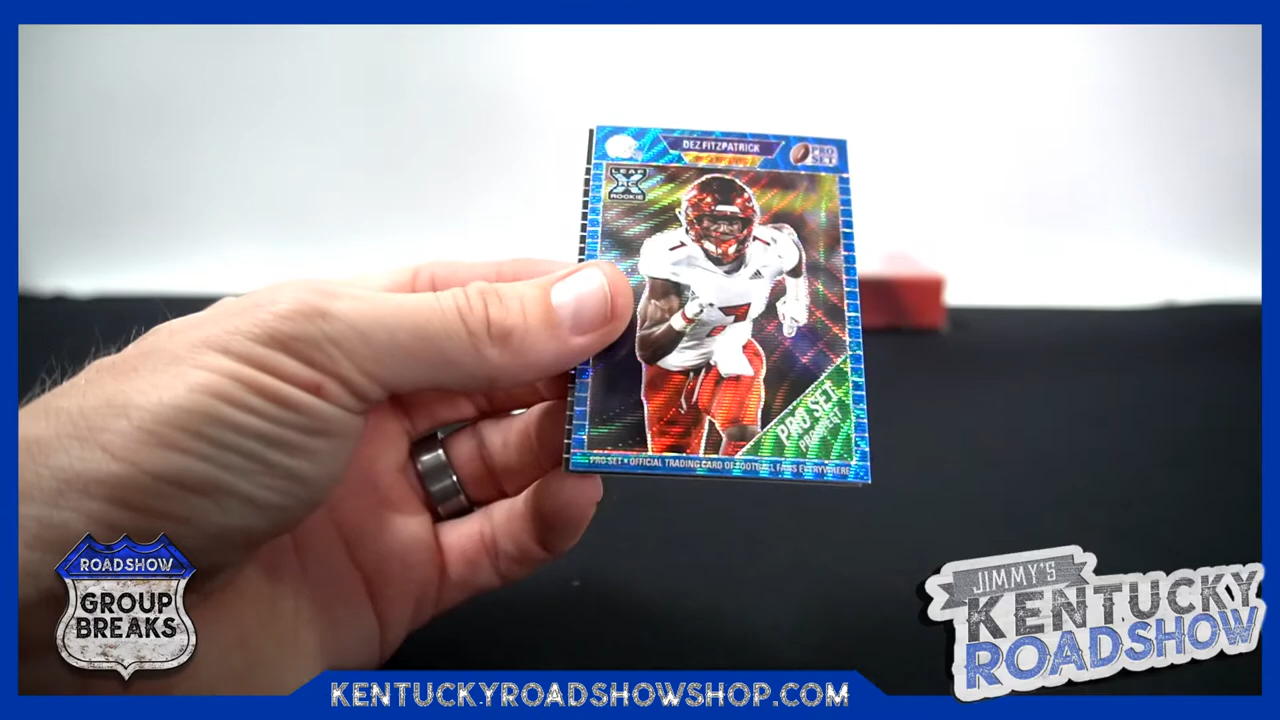 DEZ FITZPATRICK
PRO
SET
LEAF
ROOKIE
7
PRO SET
PROSPECT
PRO SET • OFFICIAL TRADING CARD OF FOOTBALL FANS EVERYWHERE
ROADSHOW
GROUP
BREAKS
JIMMY'S
KENTUCKY
ROADSHOW
KENTUCKYROADSHOWSHOP.COM